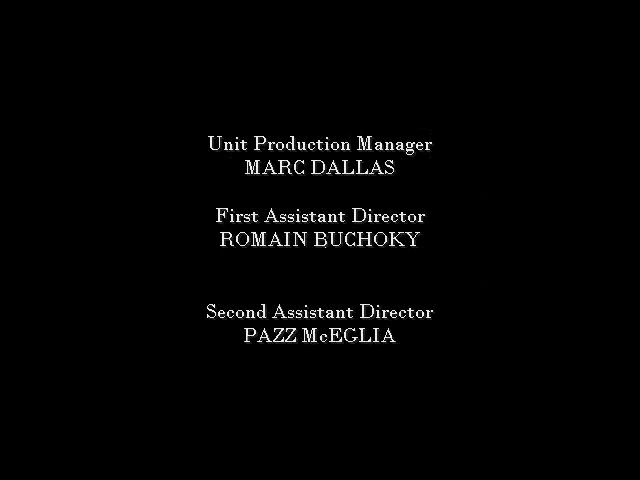 Unit Production Manager
MARC DALLAS
First Assistant Director
ROMAIN BUCHOKY
Second Assistant Director
PAZZ McEGLIA